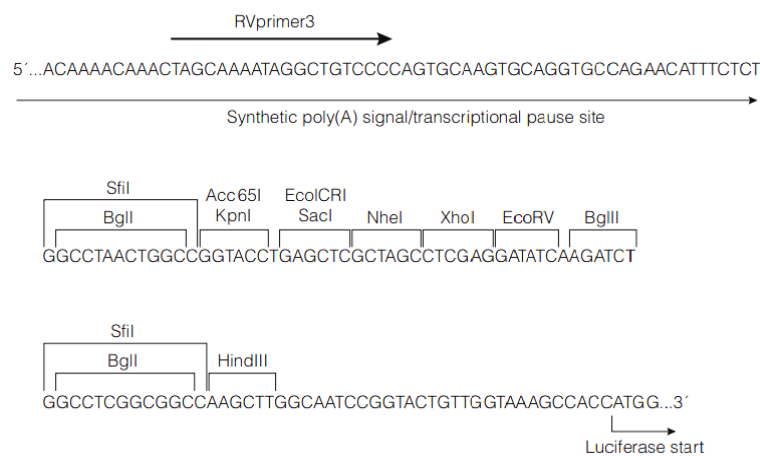 RVprimer3
5´...ACAAAACAAACTAGCAAAATAGGCTGTCCCCAGTGCAAGTGCAGGTGCCAGAACATTTCTCT
Synthetic poly(A) signal/transcriptional pause site
SfiI
Acc65I EcoICRI
BglI KpnI SacI NheI XhoI EcoRV BglII
GGCCTAACTGGCCGGTACCTGAGCTCGCTAGCCTCGAGGATATCAAGATCT
SfiI
BglI HindIII
GGCCTCGGCGGCCAAGCTTGGCAATCCGGTACTGTTGGTAAAGCCACCATGG...3´
Luciferase start